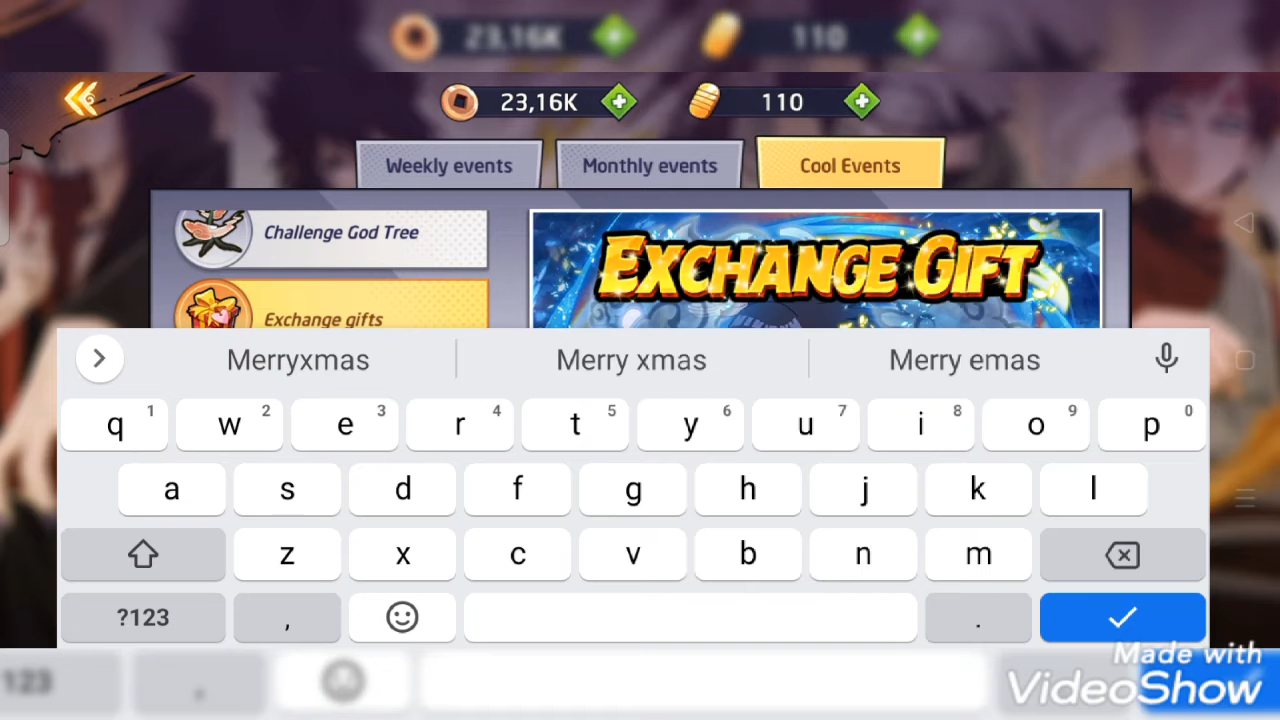 23,16K 110
23,16K 110
Weekly events Monthly events Cool Events
Challenge God Tree
EXCHANGE GIFT
Exchange gifts
Merryxmas Merry xmas Merry emas
q 1 w 2 e 3 r 4 t 5 y 6 u 7 i 8 o 9 p 0
a s d f g h j k l
z x c v b n m
?123 , .
Made with
VideoShow
123 ,